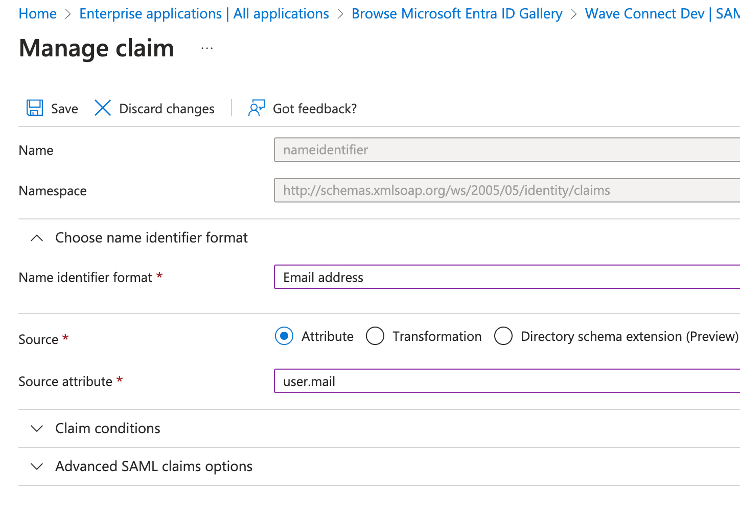 Home > Enterprise applications | All applications > Browse Microsoft Entra ID Gallery > Wave Connect Dev | SAM
Manage claim ...
Save Discard changes Got feedback?
Name nameidentifier
Namespace http://schemas.xmlsoap.org/ws/2005/05/identity/claims
Choose name identifier format
Name identifier format * Email address
Source * Attribute Transformation Directory schema extension (Preview)
Source attribute * user.mail
Claim conditions
Advanced SAML claims options